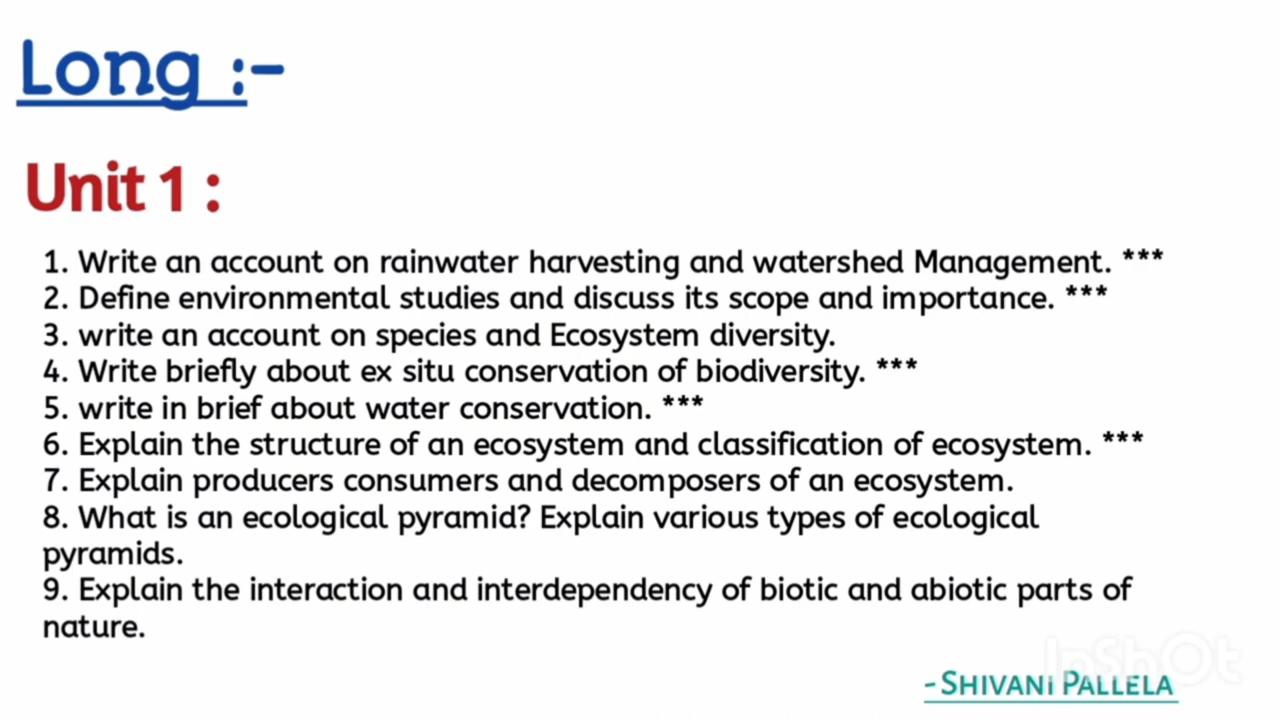 Long :-
Unit 1 :
1. Write an account on rainwater harvesting and watershed Management. ***
2. Define environmental studies and discuss its scope and importance. ***
3. write an account on species and Ecosystem diversity.
4. Write briefly about ex situ conservation of biodiversity. ***
5. write in brief about water conservation. ***
6. Explain the structure of an ecosystem and classification of ecosystem. ***
7. Explain producers consumers and decomposers of an ecosystem.
8. What is an ecological pyramid? Explain various types of ecological
pyramids.
9. Explain the interaction and interdependency of biotic and abiotic parts of
nature.
InShOt
- SHIVANI PALLELA